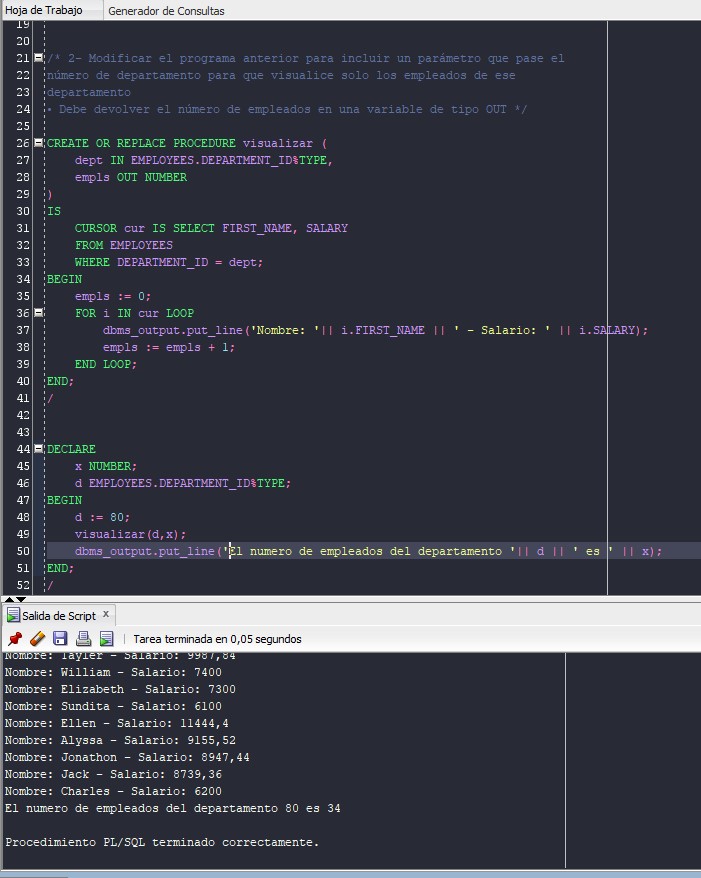 Hoja de Trabajo Generador de Consultas
19
20
21 /* 2- Modificar el programa anterior para incluir un parámetro que pase el
22 número de departamento para que visualice solo los empleados de ese
23 departamento
24 • Debe devolver el número de empleados en una variable de tipo OUT */
25
26 CREATE OR REPLACE PROCEDURE visualizar (
27 dept IN EMPLOYEES.DEPARTMENT_ID%TYPE,
28 empls OUT NUMBER
29 )
30 IS
31 CURSOR cur IS SELECT FIRST_NAME, SALARY
32 FROM EMPLOYEES
33 WHERE DEPARTMENT_ID = dept;
34 BEGIN
35 empls := 0;
36 FOR i IN cur LOOP
37 dbms_output.put_line('Nombre: '|| i.FIRST_NAME || ' - Salario: ' || i.SALARY);
38 empls := empls + 1;
39 END LOOP;
40 END;
41 /
42
43
44 DECLARE
45 x NUMBER;
46 d EMPLOYEES.DEPARTMENT_ID%TYPE;
47 BEGIN
48 d := 80;
49 visualizar(d,x);
50 dbms_output.put_line('El numero de empleados del departamento '|| d || ' es ' || x);
51 END;
52 /
Salida de Script x
Tarea terminada en 0,05 segundos
Nombre: Tayler - Salario: 9987,84
Nombre: William - Salario: 7400
Nombre: Elizabeth - Salario: 7300
Nombre: Sundita - Salario: 6100
Nombre: Ellen - Salario: 11444,4
Nombre: Alyssa - Salario: 9155,52
Nombre: Jonathon - Salario: 8947,44
Nombre: Jack - Salario: 8739,36
Nombre: Charles - Salario: 6200
El numero de empleados del departamento 80 es 34
Procedimiento PL/SQL terminado correctamente.